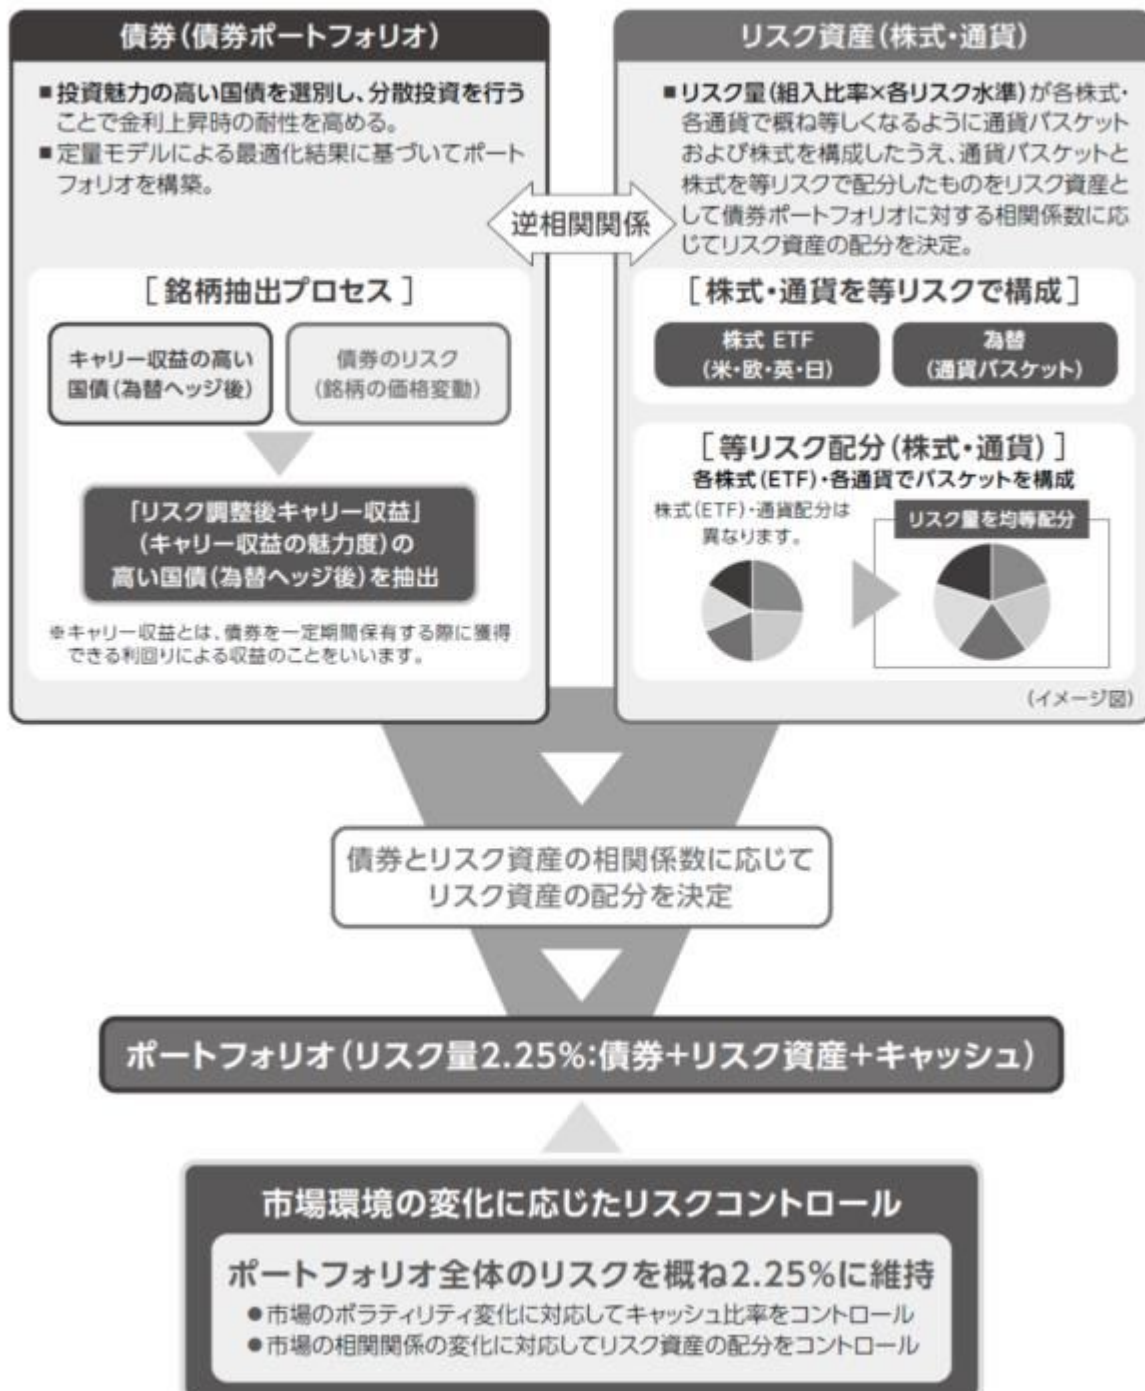 債券(債券ポートフォリオ)
■投資魅力の高い国債を選別し、分散投資を行う
ことで金利上昇時の耐性を高める。
■定量モデルによる最適化結果に基づいてポート
フォリオを構築。
[銘柄抽出プロセス]
キャリー収益の高い
国債(為替ヘッジ後)
債券のリスク
(銘柄の価格変動)
「リスク調整後キャリー収益」
(キャリー収益の魅力度)の
高い国債(為替ヘッジ後)を抽出
※キャリー収益とは、債券を一定期間保有する際に獲得
できる利回りによる収益のことをいいます。
逆相関関係
リスク資産(株式・通貨)
■リスク量(組入比率×各リスク水準)が各株式・
各通貨で概ね等しくなるように通貨バスケット
および株式を構成したうえ、通貨バスケットと
株式を等リスクで配分したものをリスク資産と
して債券ポートフォリオに対する相関係数に応
じてリスク資産の配分を決定。
[株式・通貨を等リスクで構成]
株式 ETF
(米・欧・英・日)
為替
(通貨バスケット)
[等リスク配分(株式・通貨)]
各株式(ETF)・各通貨でバスケットを構成
株式(ETF)・通貨配分は
異なります。
リスク量を均等配分
(イメージ図)
債券とリスク資産の相関係数に応じて
リスク資産の配分を決定
ポートフォリオ(リスク量2.25%:債券+リスク資産+キャッシュ)
市場環境の変化に応じたリスクコントロール
ポートフォリオ全体のリスクを概ね2.25%に維持
●市場のボラティリティ変化に対応してキャッシュ比率をコントロール
●市場の相関関係の変化に対応してリスク資産の配分をコントロール